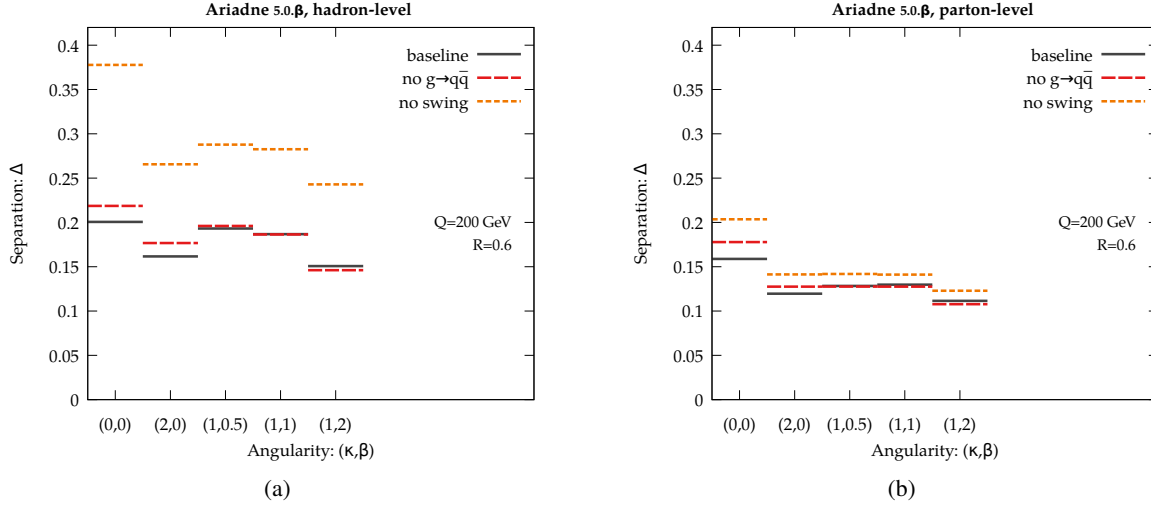 Ariadne 5.0.β, hadron-level
0.4
0.35
0.3
0.25
0.2
0.15
0.1
0.05
0
Separation: Δ
baseline
no g→qq̅
no swing
Q=200 GeV
R=0.6
(0,0) (2,0) (1,0.5) (1,1) (1,2)
Angularity: (κ,β)
(a)
Ariadne 5.0.β, parton-level
0.4
0.35
0.3
0.25
0.2
0.15
0.1
0.05
0
Separation: Δ
baseline
no g→qq̅
no swing
Q=200 GeV
R=0.6
(0,0) (2,0) (1,0.5) (1,1) (1,2)
Angularity: (κ,β)
(b)